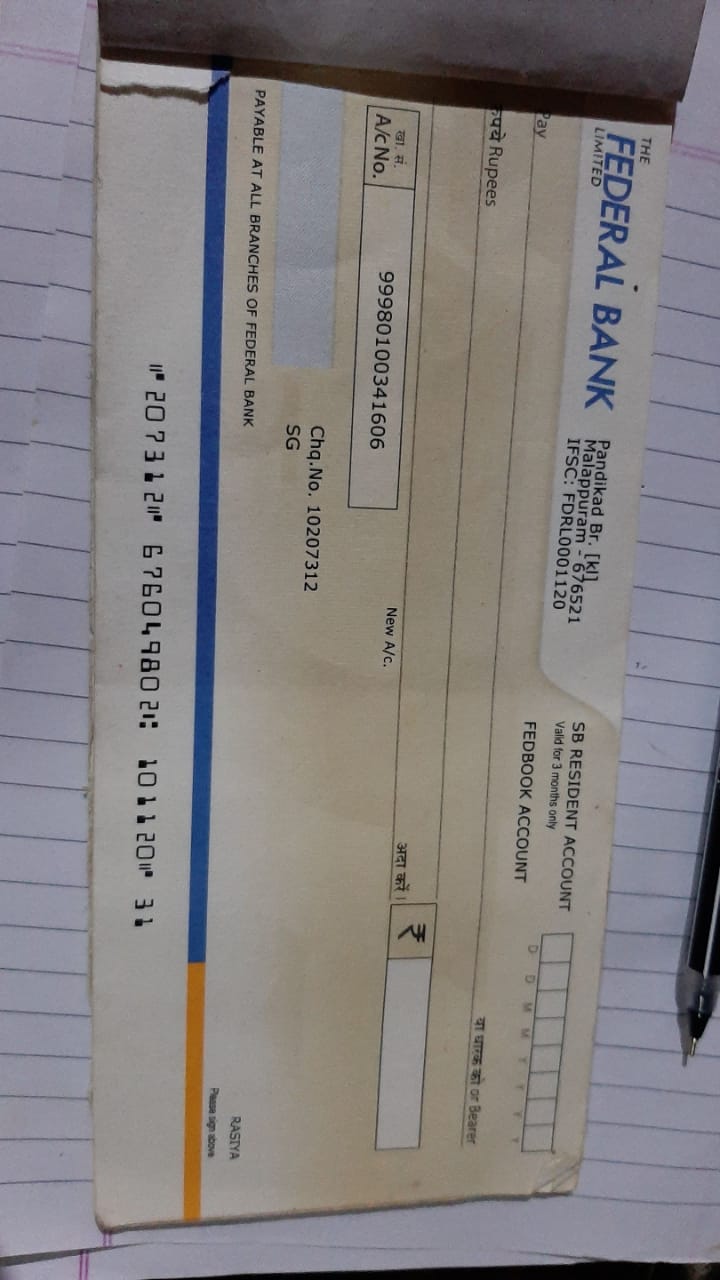 THE
FEDERAL BANK
LIMITED
Pandikad Br. [kl]
Malappuram - 676521
IFSC: FDRL0001120
SB RESIDENT ACCOUNT
Valid for 3 months only
FEDBOOK ACCOUNT
D D M M Y Y Y Y
Pay
या धारक को or Bearer
रुपये Rupees
अदा करें।
₹
खा. सं.
A/c No.
99980100341606
New A/c.
Chq.No. 10207312
SG
RASIYA
Please sign above
PAYABLE AT ALL BRANCHES OF FEDERAL BANK
⑈207312⑈ 676049802⑆ 101120⑈ 31